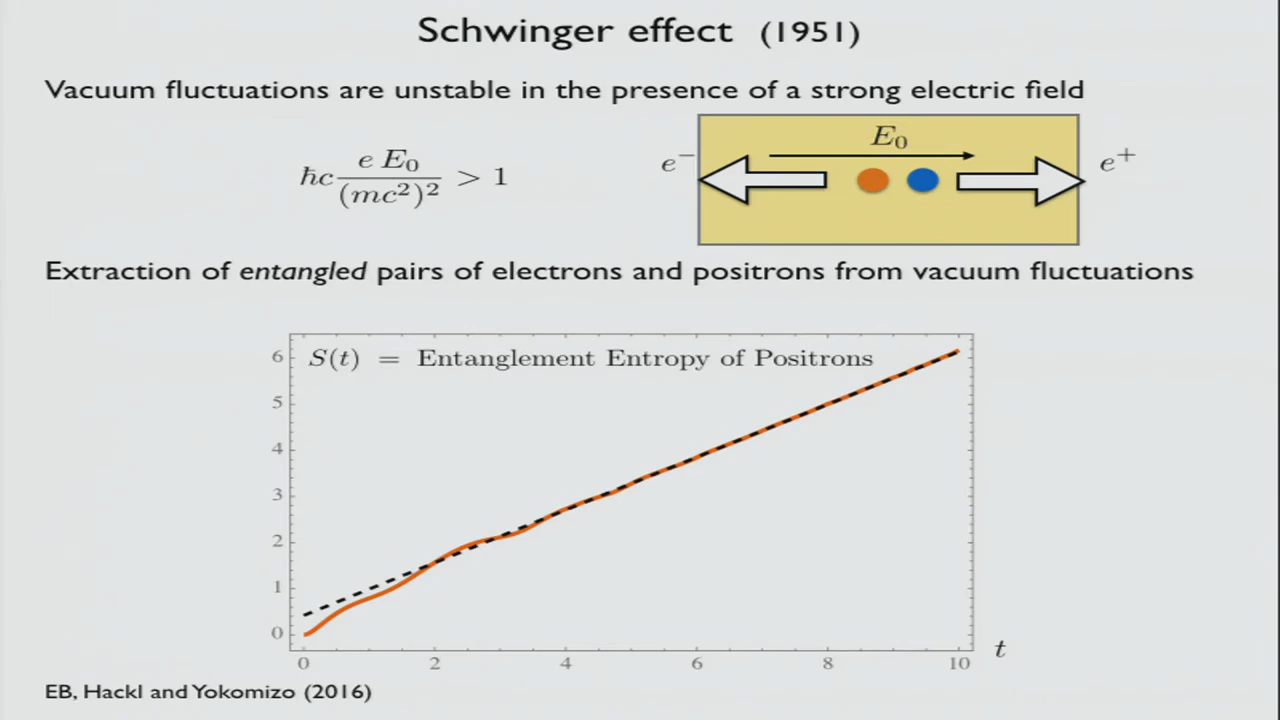 Schwinger effect (1951)
Vacuum fluctuations are unstable in the presence of a strong electric field
ħc e E₀ / (mc²)² > 1
E₀
e⁻
e⁺
Extraction of entangled pairs of electrons and positrons from vacuum fluctuations
S(t) = Entanglement Entropy of Positrons
6
5
4
3
2
1
0
0 2 4 6 8 10
t
EB, Hackl and Yokomizo (2016)